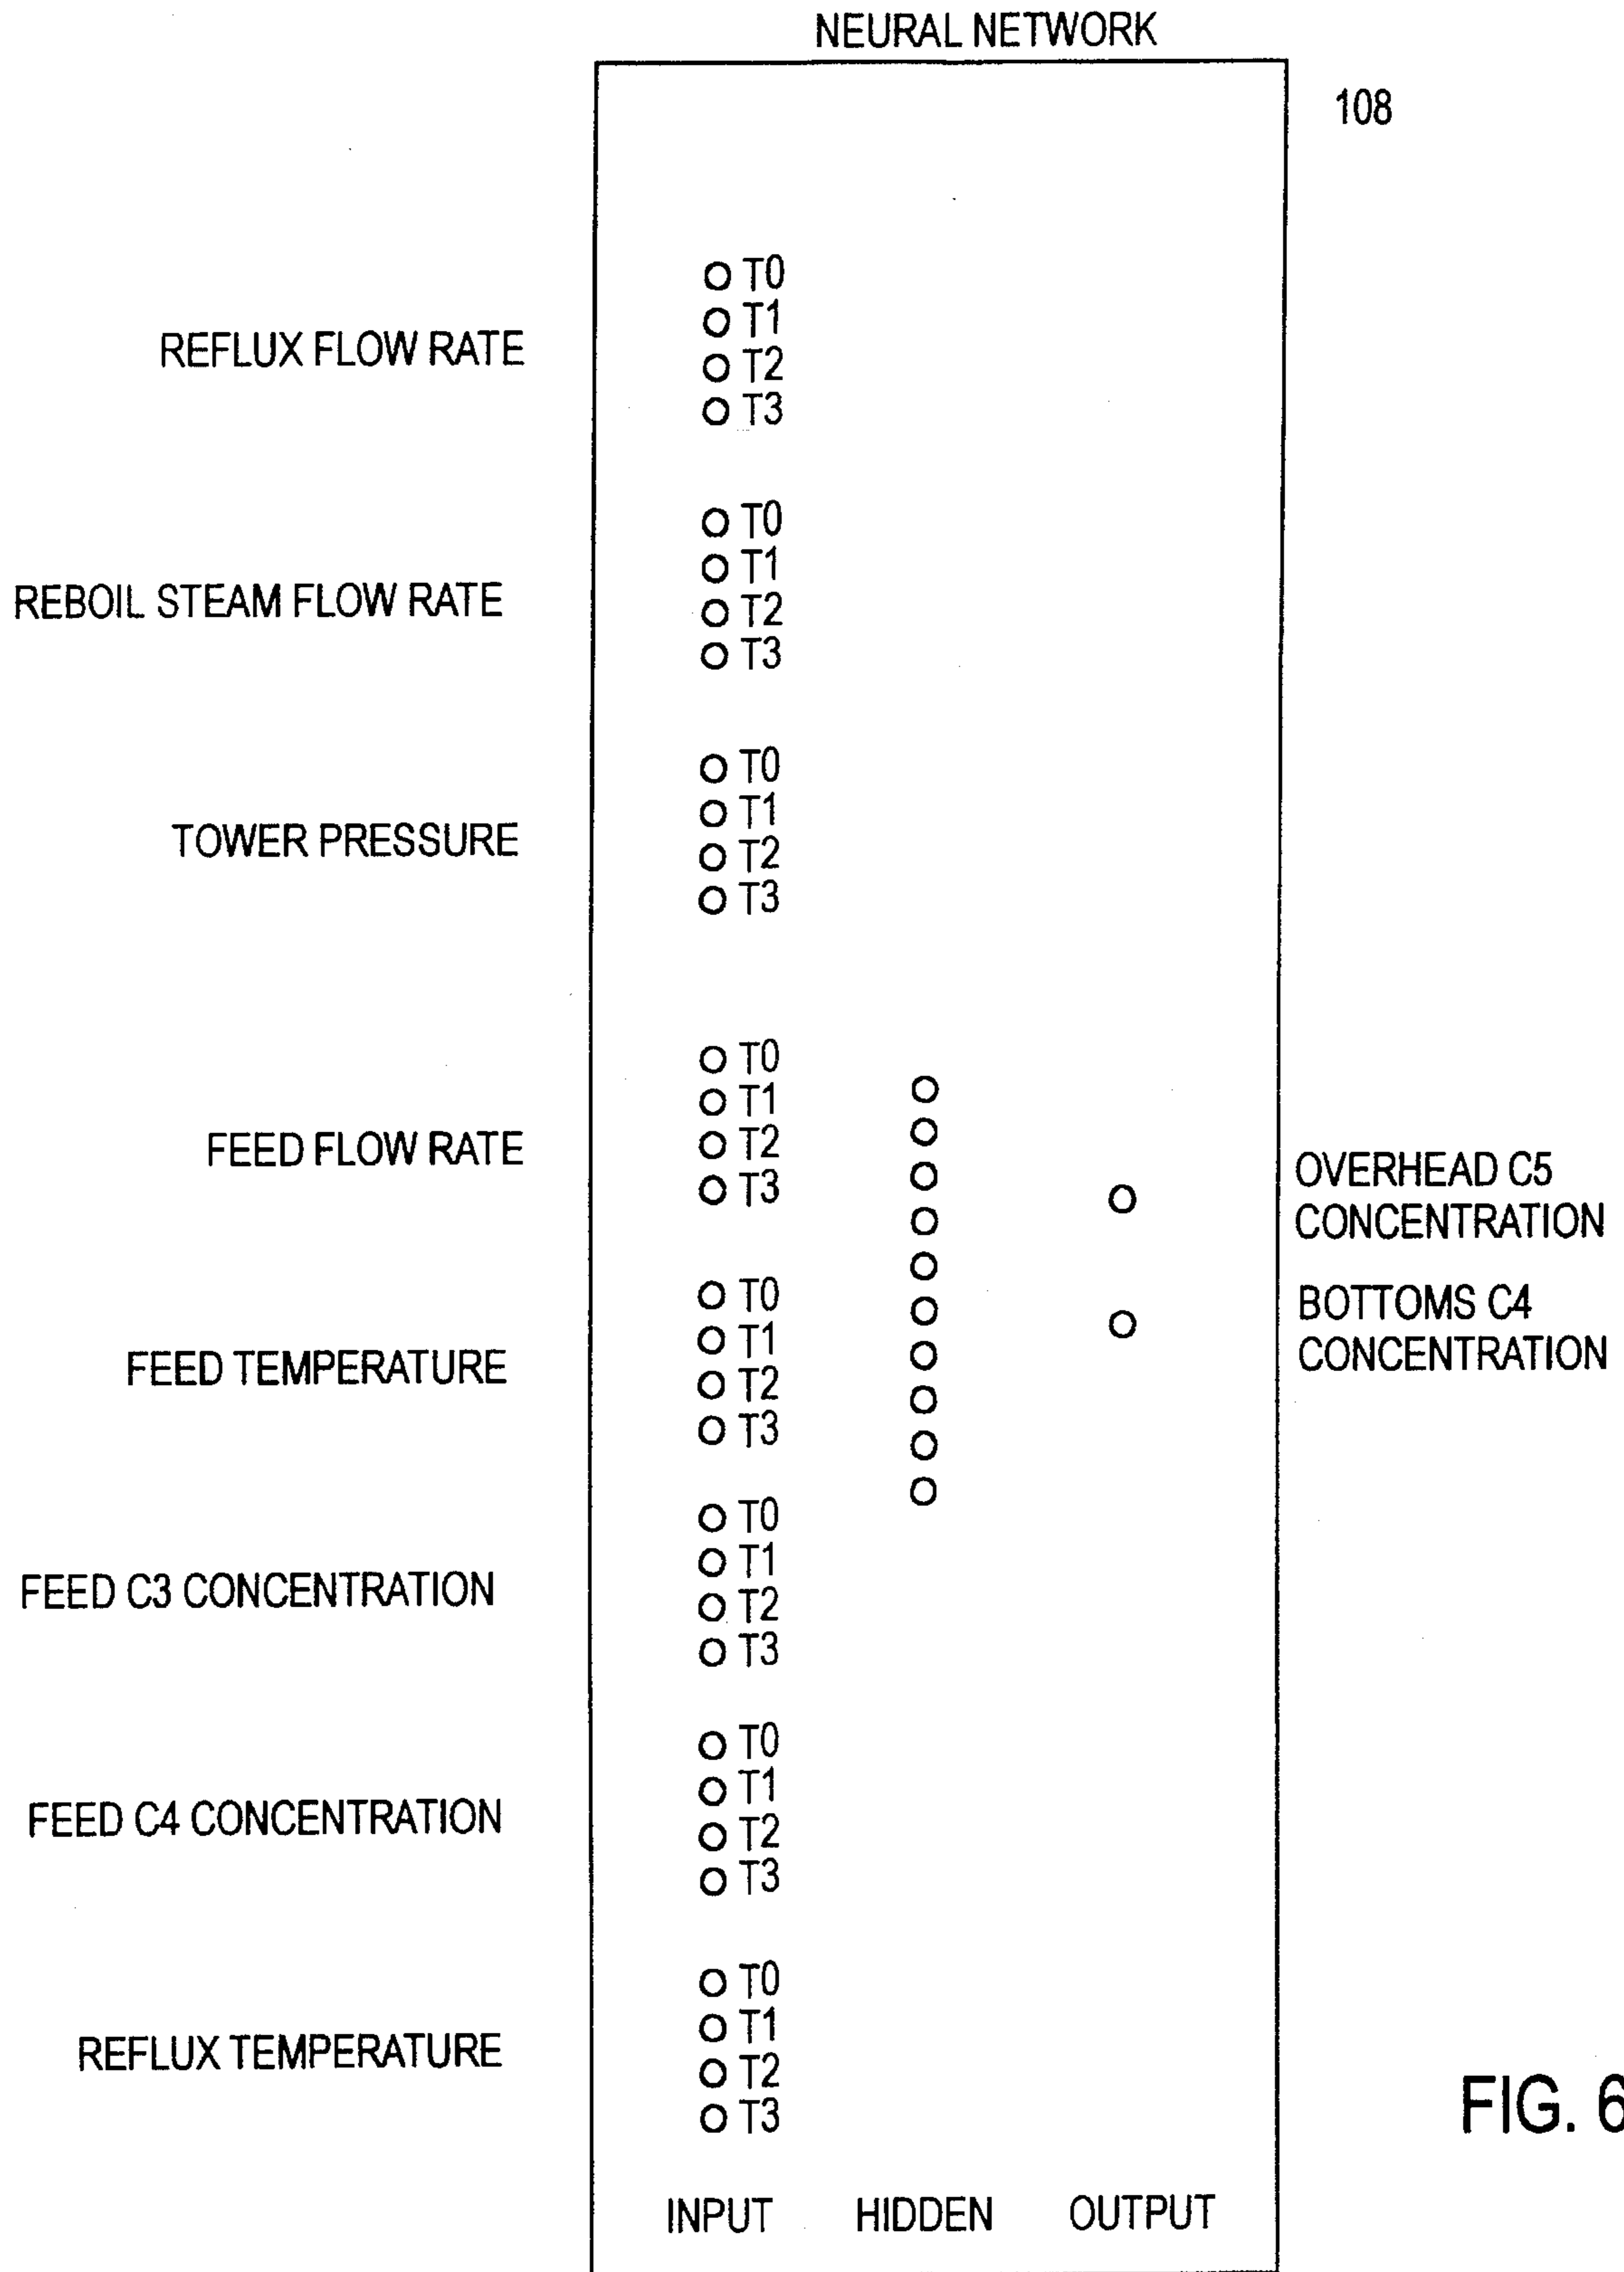 NEURAL NETWORK
108
REFLUX FLOW RATE
T0
T1
T2
T3
REBOIL STEAM FLOW RATE
T0
T1
T2
T3
TOWER PRESSURE
T0
T1
T2
T3
FEED FLOW RATE
T0
T1
T2
T3
OVERHEAD C5
CONCENTRATION
BOTTOMS C4
CONCENTRATION
FEED TEMPERATURE
T0
T1
T2
T3
FEED C3 CONCENTRATION
T0
T1
T2
T3
FEED C4 CONCENTRATION
T0
T1
T2
T3
REFLUX TEMPERATURE
T0
T1
T2
T3
INPUT HIDDEN OUTPUT
FIG. 6